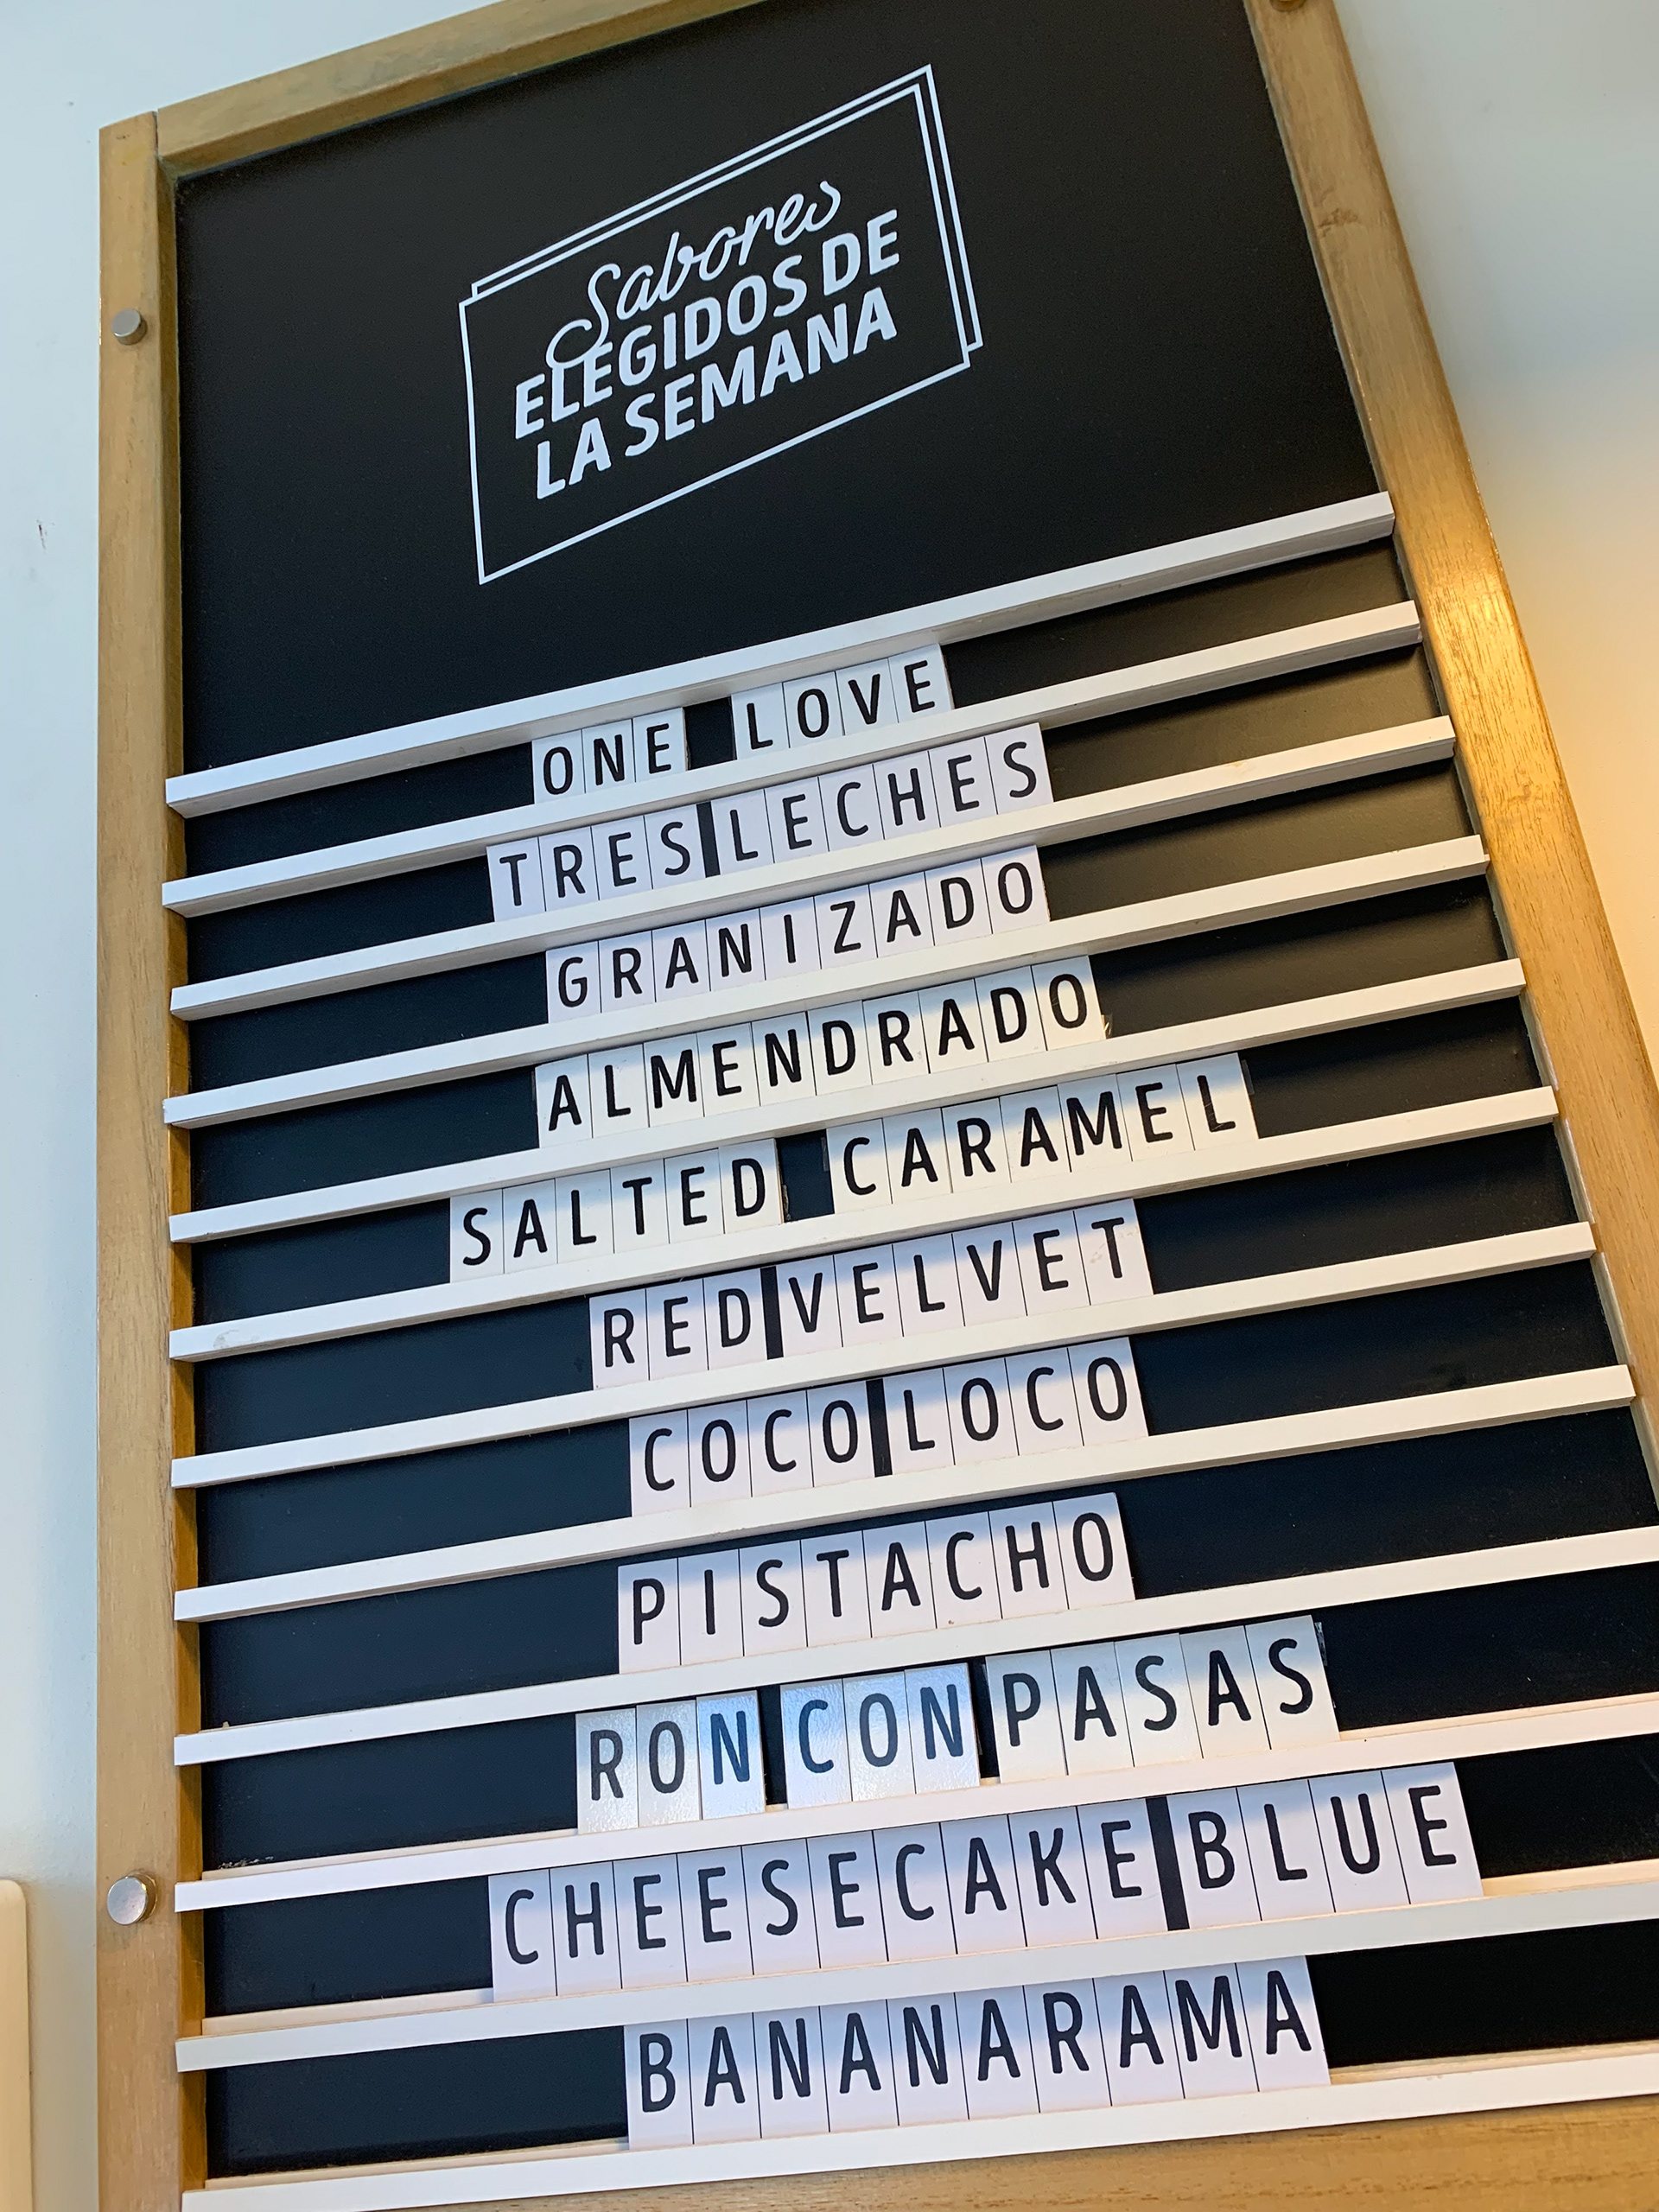 Sabores
ELEGIDOS DE
LA SEMANA
ONE LOVE
TRES LECHES
GRANIZADO
ALMENDRADO
SALTED CARAMEL
RED VELVET
COCO LOCO
PISTACHO
RON CON PASAS
CHEESECAKE BLUE
BANANARAMA